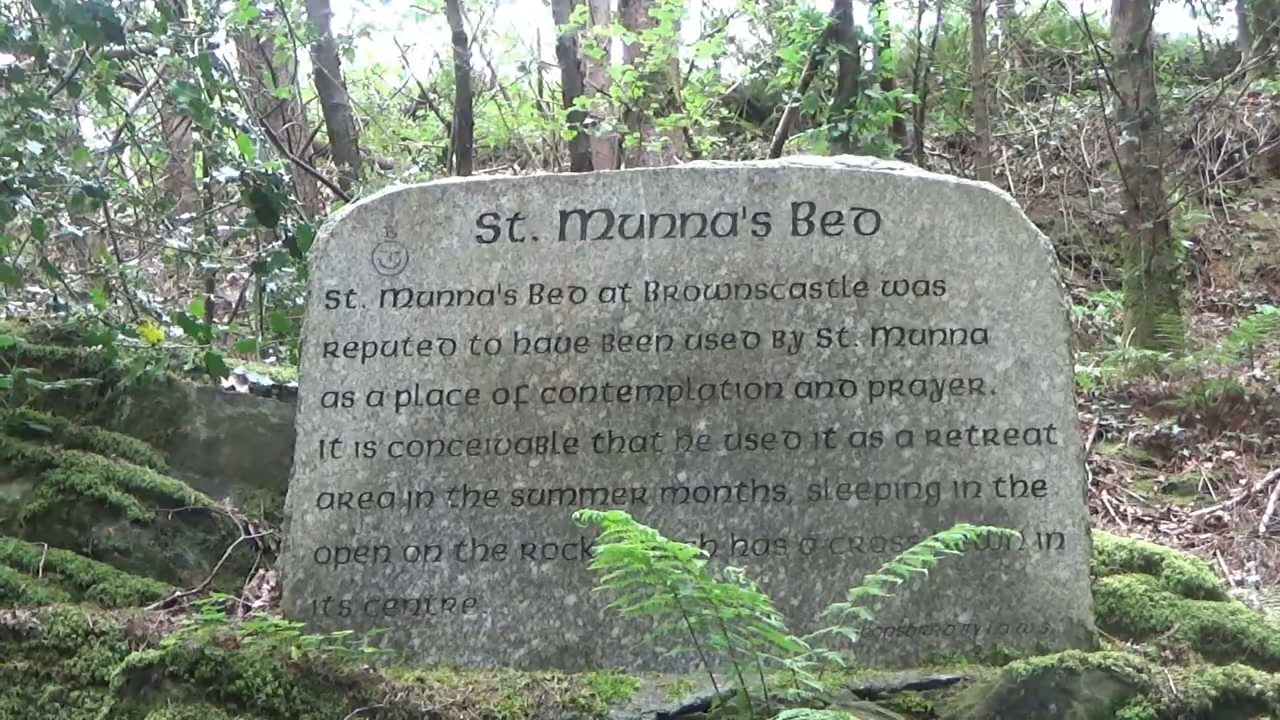 St. Munna's Bed
St. Munna's Bed at Brownscastle was
reputed to have been used by St. Munna
as a place of contemplation and prayer.
It is conceivable that he used it as a retreat
area in the summer months, sleeping in the
open on the rock has a cross in
its centre